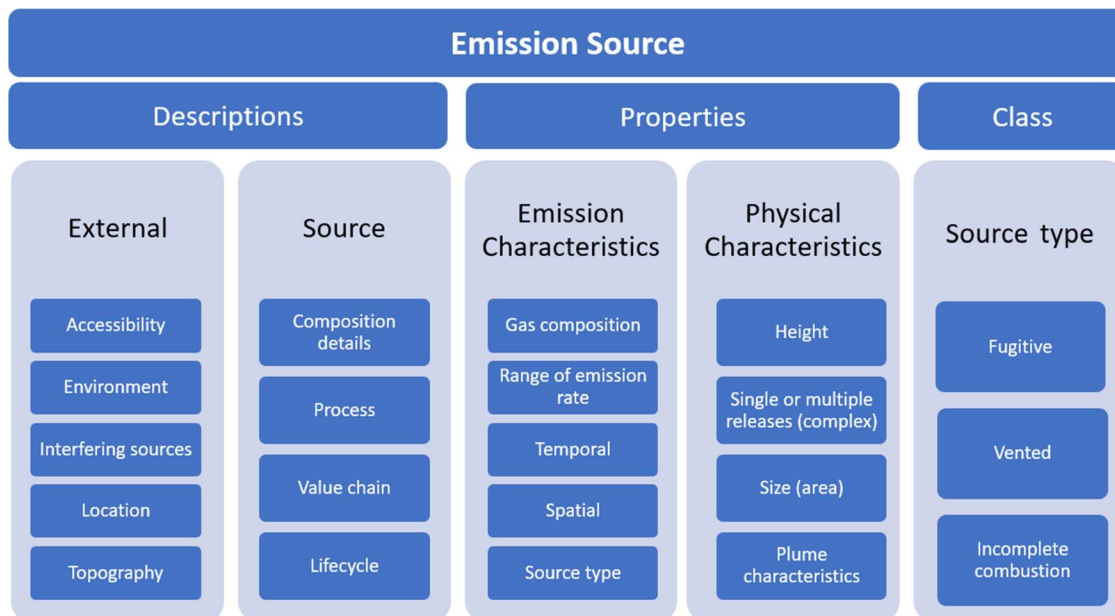 Emission Source
Descriptions
Properties
Class
External
Accessibility
Environment
Interfering sources
Location
Topography
Source
Composition
details
Process
Value chain
Lifecycle
Emission
Characteristics
Gas composition
Range of emission
rate
Temporal
Spatial
Source type
Physical
Characteristics
Height
Single or multiple
releases (complex)
Size (area)
Plume
characteristics
Source type
Fugitive
Vented
Incomplete
combustion